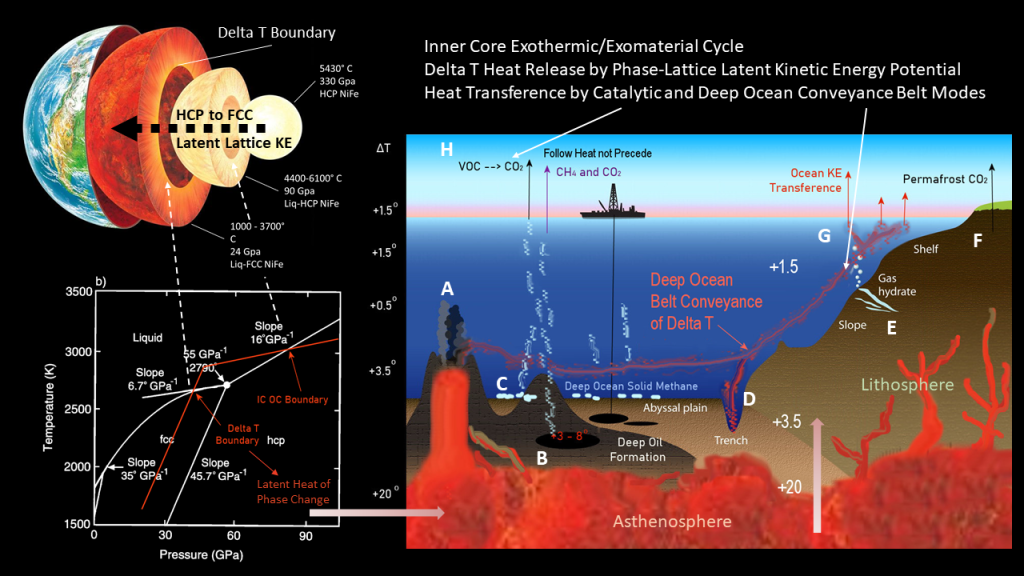 Delta T Boundary
5430° C
330 Gpa
HCP NiFe
HCP to FCC
Latent Lattice KE
4400-6100° C
90 Gpa
Liq-HCP NiFe
1000 - 3700°
C
24 Gpa
Liq-FCC NiFe
Inner Core Exothermic/Exomaterial Cycle
Delta T Heat Release by Phase-Lattice Latent Kinetic Energy Potential
Heat Transference by Catalytic and Deep Ocean Conveyance Belt Modes
b)
3500
3000
2500
2000
1500
0
30
60
90
Temperature (K)
Pressure (GPa)
Liquid
Slope
16°GPa-1
55 GPa-1
2790
Slope
6.7° GPa-1
IC OC Boundary
fcc
hcp
Delta T
Boundary
Slope
35° GPa-1
Slope
45.7° GPa-1
Latent Heat of
Phase Change
ΔT
+1.5°
+1.5°
+0.5°
+3.5°
+20°
H
VOC --> CO2
Follow Heat not Precede
CH4 and CO2
Ocean KE
Transference
Permafrost CO2
G
F
Shelf
+1.5
A
Deep Ocean
Belt Conveyance
of Delta T
Gas
hydrate
Slope
E
C
Deep Ocean Solid Methane
Abyssal plain
D
Lithosphere
+3 - 8°
B
Deep Oil
Formation
Trench
+3.5
+20
Asthenosphere